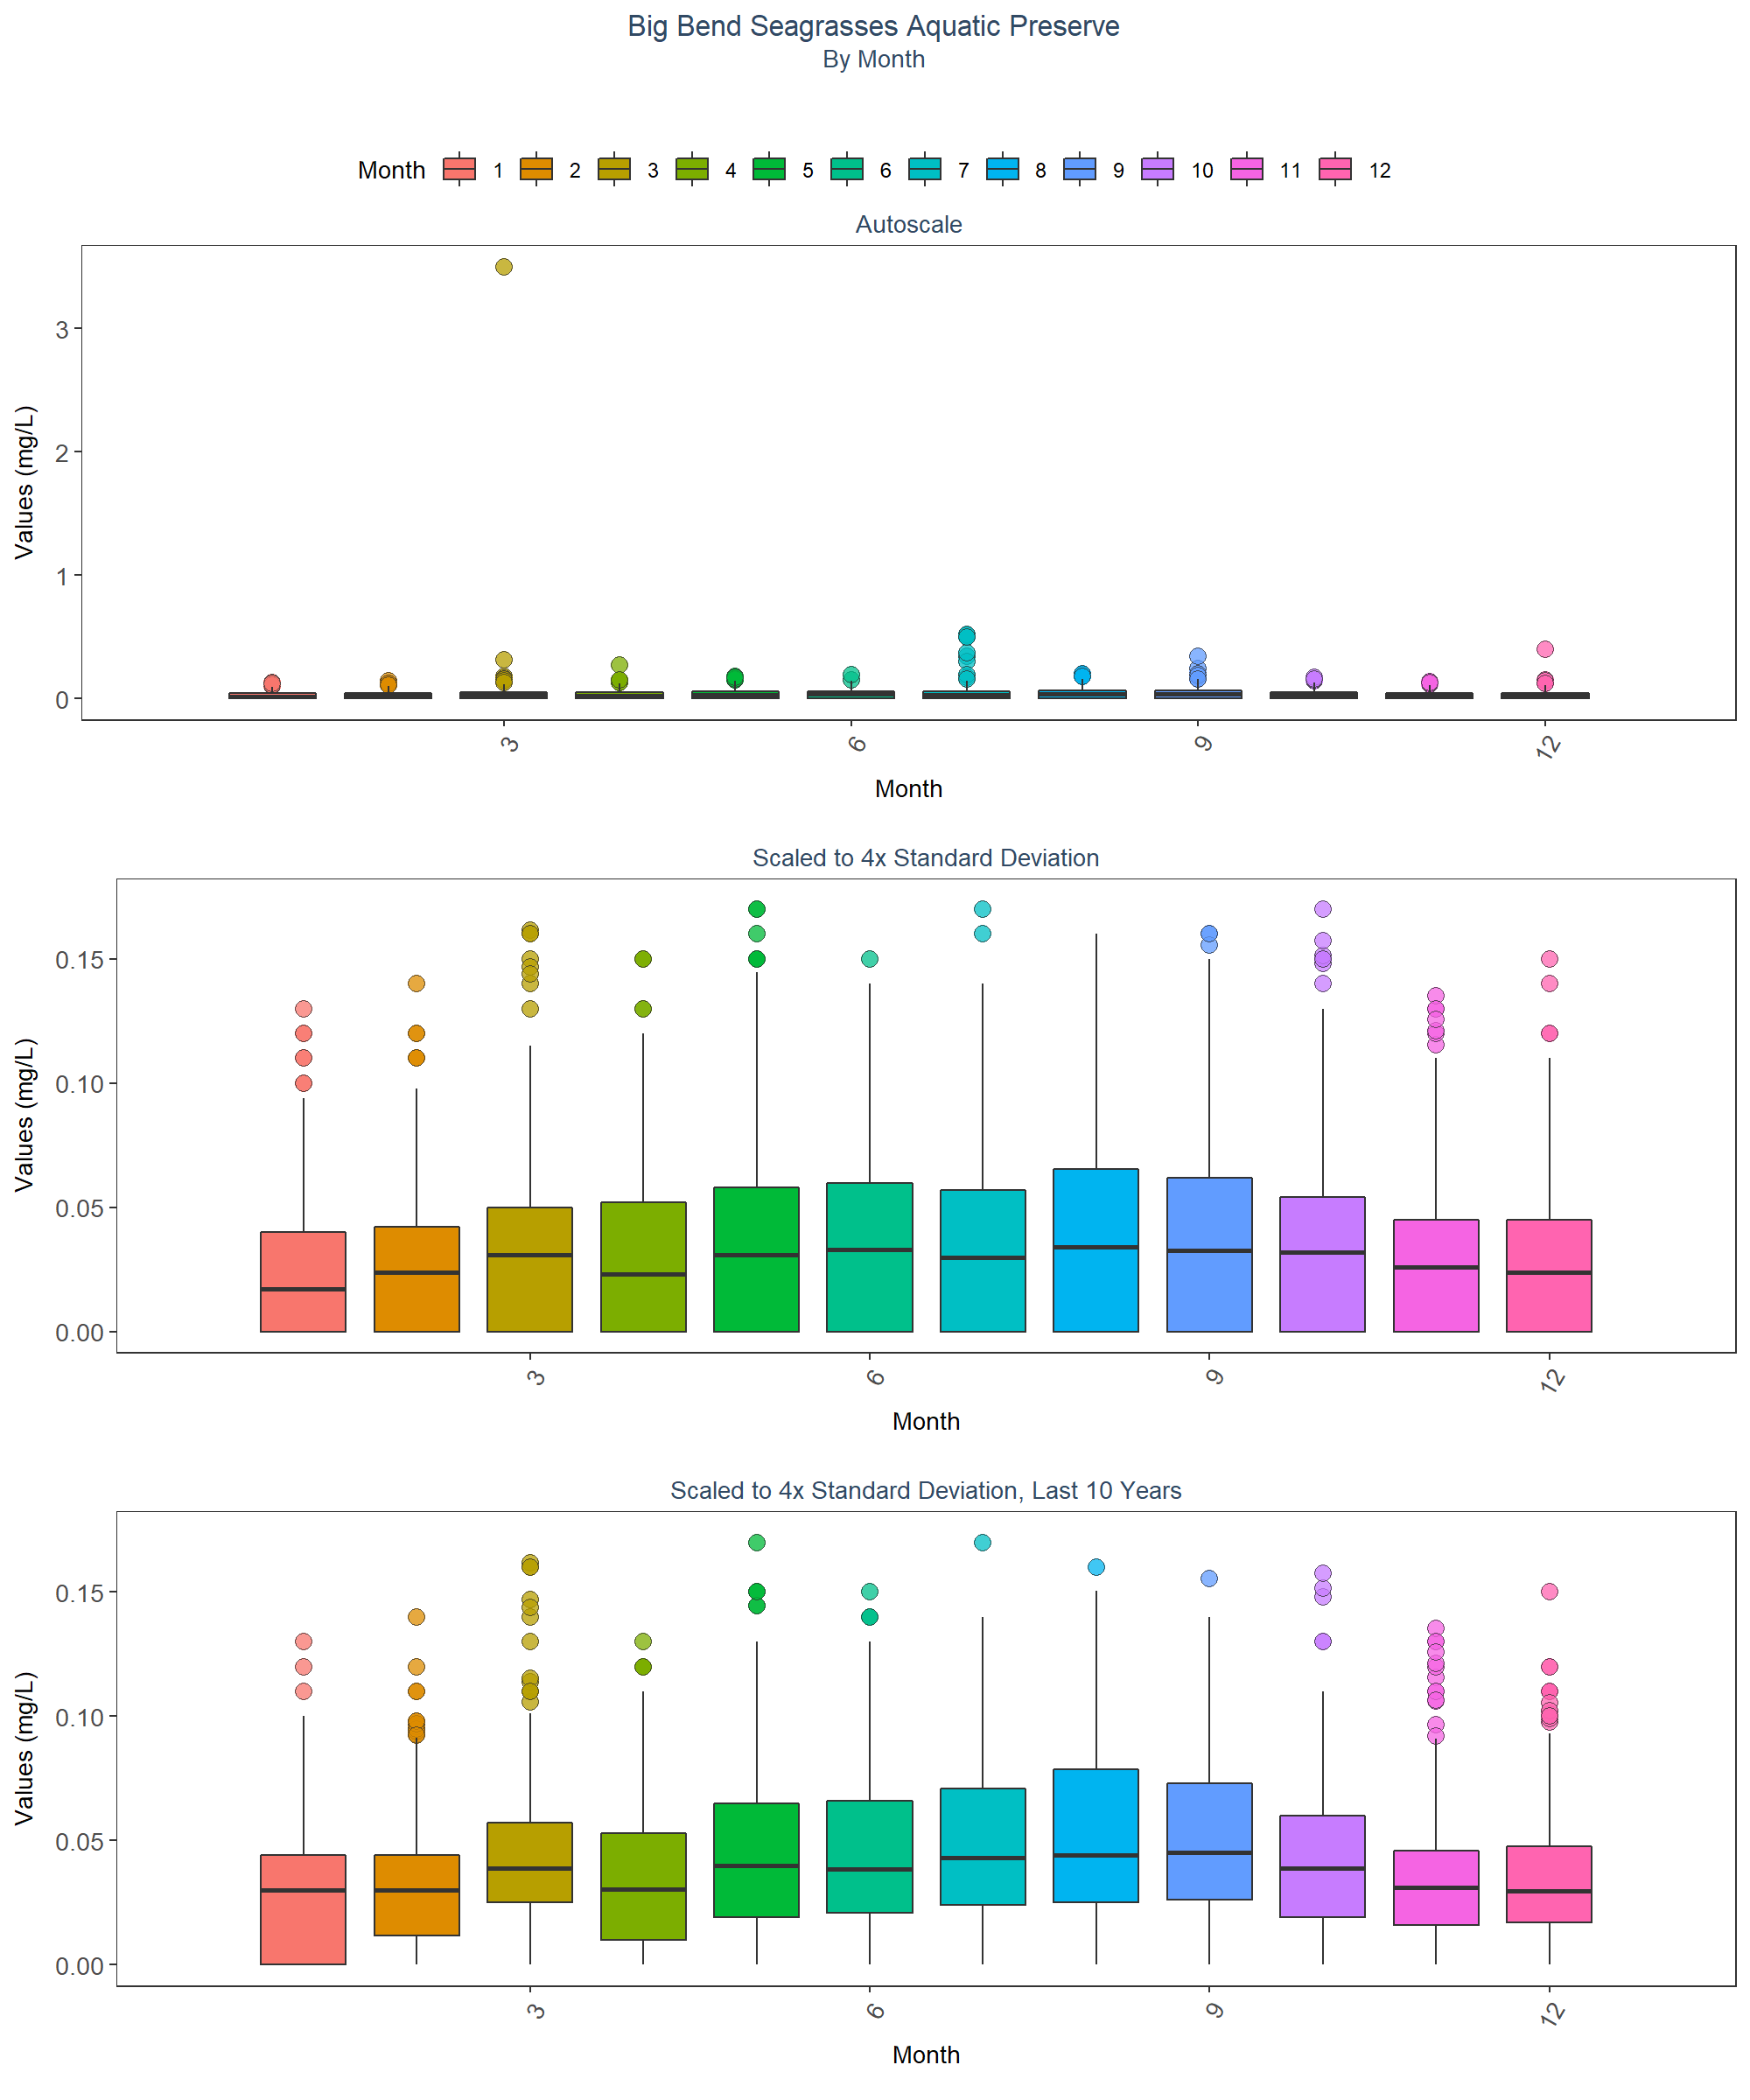 Big Bend Seagrasses Aquatic Preserve
By Month
Month 1 2 3 4 5 6 7 8 9 10 11 12
Autoscale
Values (mg/L)
3
2
1
0
3 6 9 12
Month
Scaled to 4x Standard Deviation
Values (mg/L)
0.15
0.10
0.05
0.00
3 6 9 12
Month
Scaled to 4x Standard Deviation, Last 10 Years
Values (mg/L)
0.15
0.10
0.05
0.00
3 6 9 12
Month